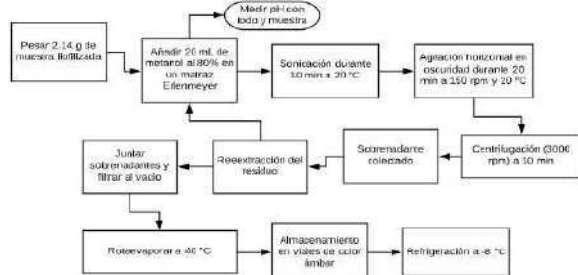 Medir pH con
todo y muestra
Pesar 2.14 g de
muestra liofilizada
Añadir 20 mL de
metanol al 80% en
un matraz
Erlenmeyer
Sonicación durante
10 min a 20 °C
Agitación horizontal en
oscuridad durante 20
min a 150 rpm y 20 °C
Juntar
sobrenadantes y
filtrar al vacío
Reextracción del
residuo
Sobrenadante
colectado
Centrifugación (3000
rpm) a 10 min
Rotaevaporar a 40 °C
Almacenamiento
en viales de color
ámbar
Refrigeración a -8 °C